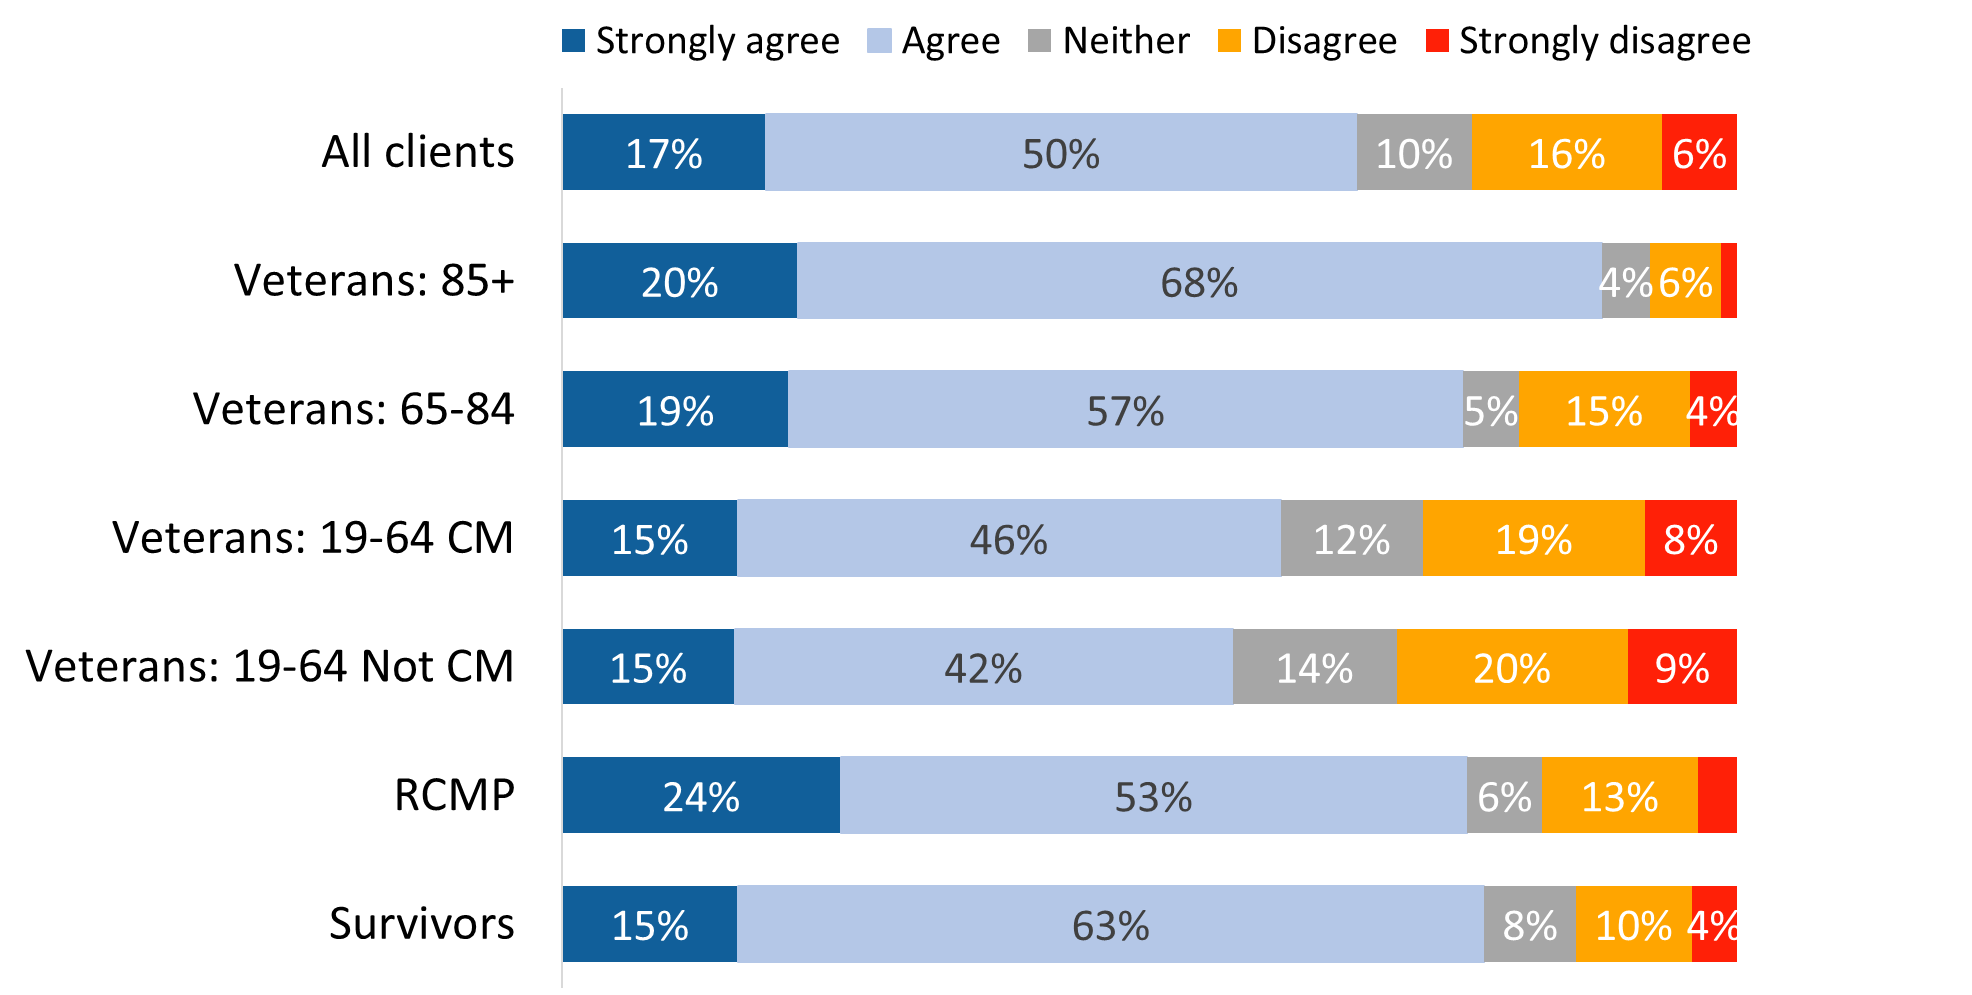 Strongly agree Agree Neither Disagree Strongly disagree
All clients 17% 50% 10% 16% 6%
Veterans: 85+ 20% 68% 4% 6%
Veterans: 65-84 19% 57% 5% 15% 4%
Veterans: 19-64 CM 15% 46% 12% 19% 8%
Veterans: 19-64 Not CM 15% 42% 14% 20% 9%
RCMP 24% 53% 6% 13%
Survivors 15% 63% 8% 10% 4%